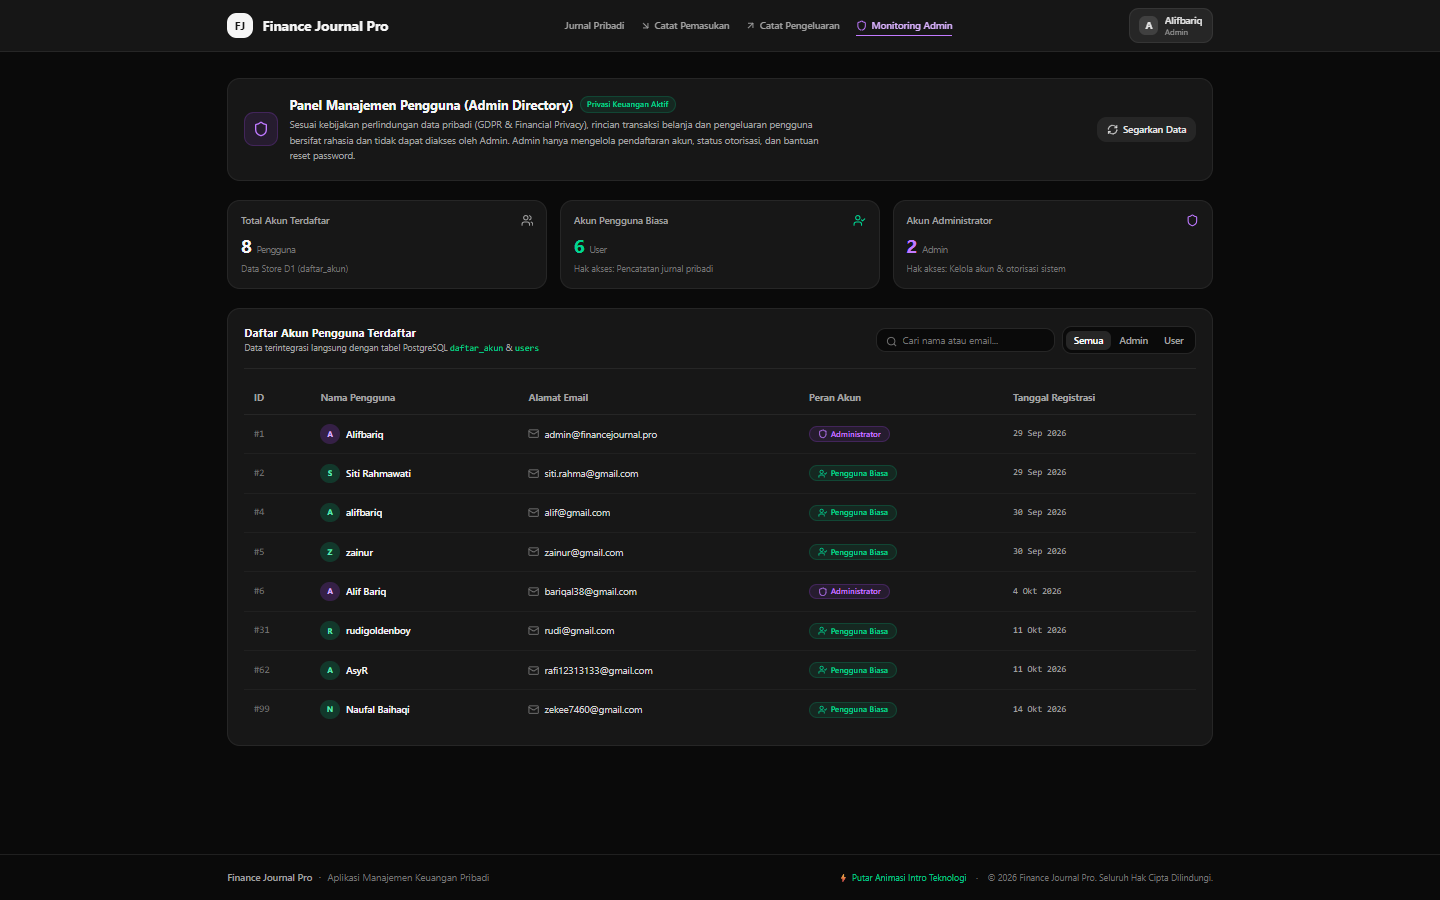 FJ Finance Journal Pro Jurnal Pribadi Catat Pemasukan Catat Pengeluaran Monitoring Admin A Alifbariq
Admin
Panel Manajemen Pengguna (Admin Directory) Privasi Keuangan Aktif
Sesuai kebijakan perlindungan data pribadi (GDPR & Financial Privacy), rincian transaksi belanja dan pengeluaran pengguna
bersifat rahasia dan tidak dapat diakses oleh Admin. Admin hanya mengelola pendaftaran akun, status otorisasi, dan bantuan
reset password.
Segarkan Data
Total Akun Terdaftar
8 Pengguna
Data Store D1 (daftar_akun)
Akun Pengguna Biasa
6 User
Hak akses: Pencatatan jurnal pribadi
Akun Administrator
2 Admin
Hak akses: Kelola akun & otorisasi sistem
Daftar Akun Pengguna Terdaftar
Data terintegrasi langsung dengan tabel PostgreSQL daftar_akun & users
Cari nama atau email... Semua Admin User
ID Nama Pengguna Alamat Email Peran Akun Tanggal Registrasi
#1 A Alifbariq admin@financejournal.pro Administrator 29 Sep 2026
#2 S Siti Rahmawati siti.rahma@gmail.com Pengguna Biasa 29 Sep 2026
#4 A alifbariq alif@gmail.com Pengguna Biasa 30 Sep 2026
#5 Z zainur zainur@gmail.com Pengguna Biasa 30 Sep 2026
#6 A Alif Bariq bariqal38@gmail.com Administrator 4 Okt 2026
#31 R rudigoldenboy rudi@gmail.com Pengguna Biasa 11 Okt 2026
#62 A AsyR rafi12313133@gmail.com Pengguna Biasa 11 Okt 2026
#99 N Naufal Baihaqi zekee7460@gmail.com Pengguna Biasa 14 Okt 2026
Finance Journal Pro · Aplikasi Manajemen Keuangan Pribadi Putar Animasi Intro Teknologi · © 2026 Finance Journal Pro. Seluruh Hak Cipta Dilindungi.